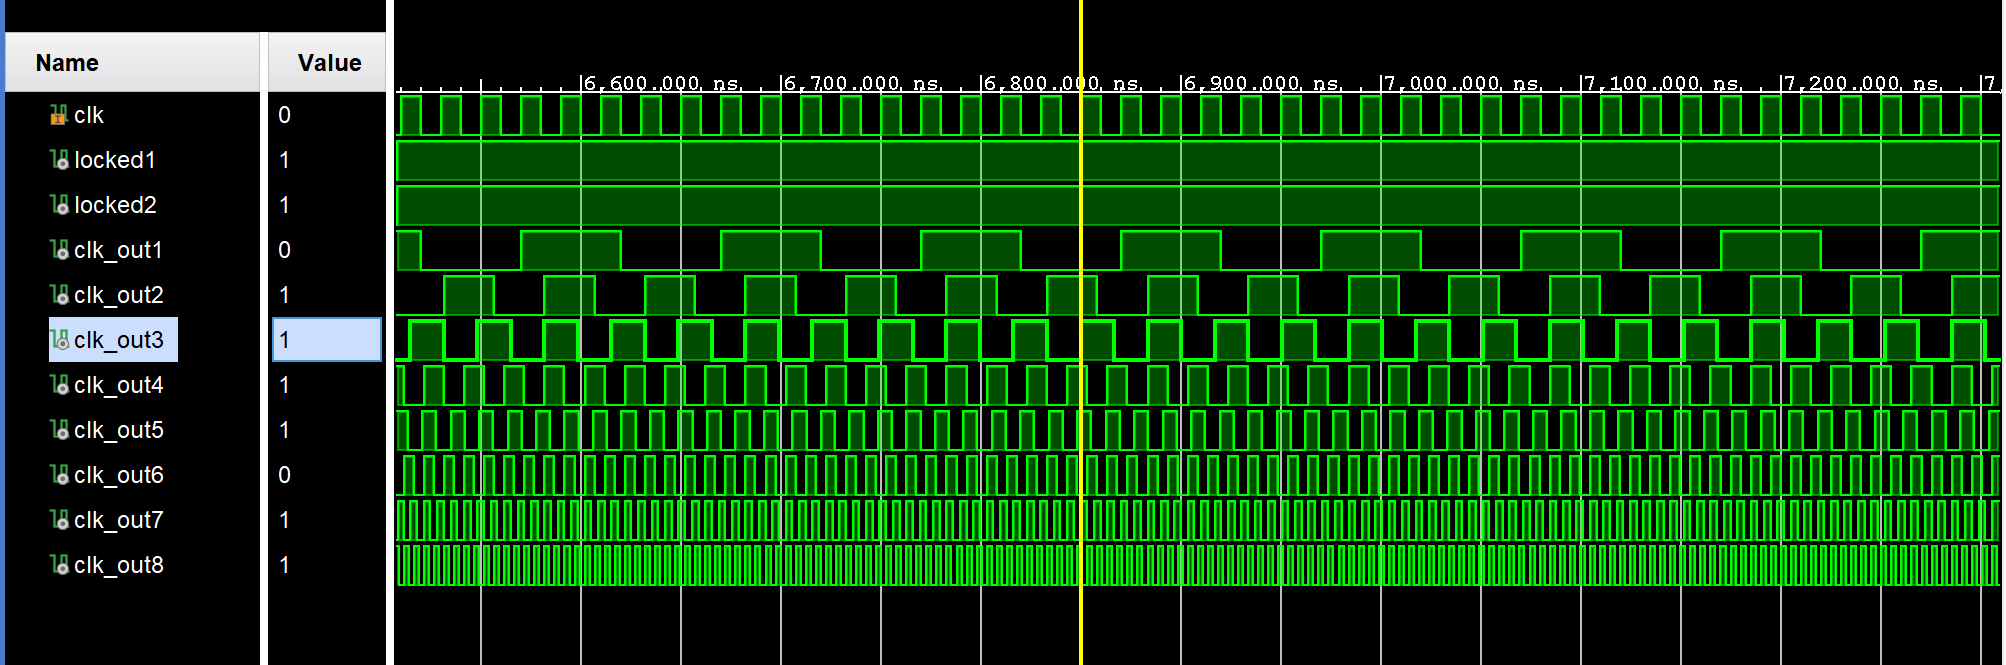 Name Value
6,600.000 ns 6,700.000 ns 6,800.000 ns 6,900.000 ns 7,000.000 ns 7,100.000 ns 7,200.000 ns 7,
clk 0
locked1 1
locked2 1
clk_out1 0
clk_out2 1
clk_out3 1
clk_out4 1
clk_out5 1
clk_out6 0
clk_out7 1
clk_out8 1